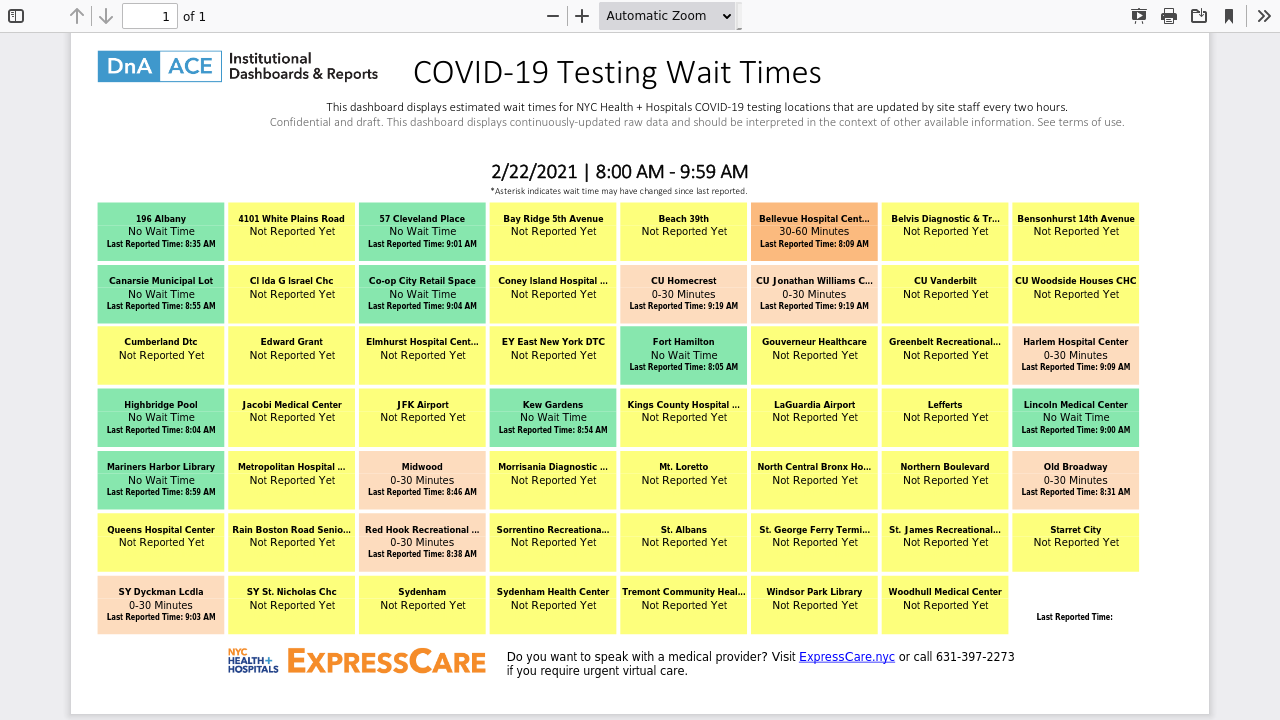 1 of 1 Automatic Zoom
DnA ACE Institutional Dashboards & Reports
COVID-19 Testing Wait Times
This dashboard displays estimated wait times for NYC Health + Hospitals COVID-19 testing locations that are updated by site staff every two hours.
Confidential and draft. This dashboard displays continuously-updated raw data and should be interpreted in the context of other available information. See terms of use.
2/22/2021 | 8:00 AM - 9:59 AM
*Asterisk indicates wait time may have changed since last reported.
196 Albany
No Wait Time
Last Reported Time: 8:35 AM
4101 White Plains Road
Not Reported Yet
57 Cleveland Place
No Wait Time
Last Reported Time: 9:01 AM
Bay Ridge 5th Avenue
Not Reported Yet
Beach 39th
Not Reported Yet
Bellevue Hospital Cent...
30-60 Minutes
Last Reported Time: 8:09 AM
Belvis Diagnostic & Tr...
Not Reported Yet
Bensonhurst 14th Avenue
Not Reported Yet
Canarsie Municipal Lot
No Wait Time
Last Reported Time: 8:55 AM
Cl Ida G Israel Chc
Not Reported Yet
Co-op City Retail Space
No Wait Time
Last Reported Time: 9:04 AM
Coney Island Hospital ...
Not Reported Yet
CU Homecrest
0-30 Minutes
Last Reported Time: 9:19 AM
CU Jonathan Williams C...
0-30 Minutes
Last Reported Time: 9:19 AM
CU Vanderbilt
Not Reported Yet
CU Woodside Houses CHC
Not Reported Yet
Cumberland Dtc
Not Reported Yet
Edward Grant
Not Reported Yet
Elmhurst Hospital Cent...
Not Reported Yet
EY East New York DTC
Not Reported Yet
Fort Hamilton
No Wait Time
Last Reported Time: 8:05 AM
Gouverneur Healthcare
Not Reported Yet
Greenbelt Recreational...
Not Reported Yet
Harlem Hospital Center
0-30 Minutes
Last Reported Time: 9:09 AM
Highbridge Pool
No Wait Time
Last Reported Time: 8:04 AM
Jacobi Medical Center
Not Reported Yet
JFK Airport
Not Reported Yet
Kew Gardens
No Wait Time
Last Reported Time: 8:54 AM
Kings County Hospital ...
Not Reported Yet
LaGuardia Airport
Not Reported Yet
Lefferts
Not Reported Yet
Lincoln Medical Center
No Wait Time
Last Reported Time: 9:00 AM
Mariners Harbor Library
No Wait Time
Last Reported Time: 8:59 AM
Metropolitan Hospital ...
Not Reported Yet
Midwood
0-30 Minutes
Last Reported Time: 8:46 AM
Morrisania Diagnostic ...
Not Reported Yet
Mt. Loretto
Not Reported Yet
North Central Bronx Ho...
Not Reported Yet
Northern Boulevard
Not Reported Yet
Old Broadway
0-30 Minutes
Last Reported Time: 8:31 AM
Queens Hospital Center
Not Reported Yet
Rain Boston Road Senio...
Not Reported Yet
Red Hook Recreational ...
0-30 Minutes
Last Reported Time: 8:38 AM
Sorrentino Recreationa...
Not Reported Yet
St. Albans
Not Reported Yet
St. George Ferry Termi...
Not Reported Yet
St. James Recreational...
Not Reported Yet
Starret City
Not Reported Yet
SY Dyckman Lcdla
0-30 Minutes
Last Reported Time: 9:03 AM
SY St. Nicholas Chc
Not Reported Yet
Sydenham
Not Reported Yet
Sydenham Health Center
Not Reported Yet
Tremont Community Heal...
Not Reported Yet
Windsor Park Library
Not Reported Yet
Woodhull Medical Center
Not Reported Yet
Last Reported Time:
NYC HEALTH+ HOSPITALS
EXPRESSCARE
Do you want to speak with a medical provider? Visit ExpressCare.nyc or call 631-397-2273
if you require urgent virtual care.